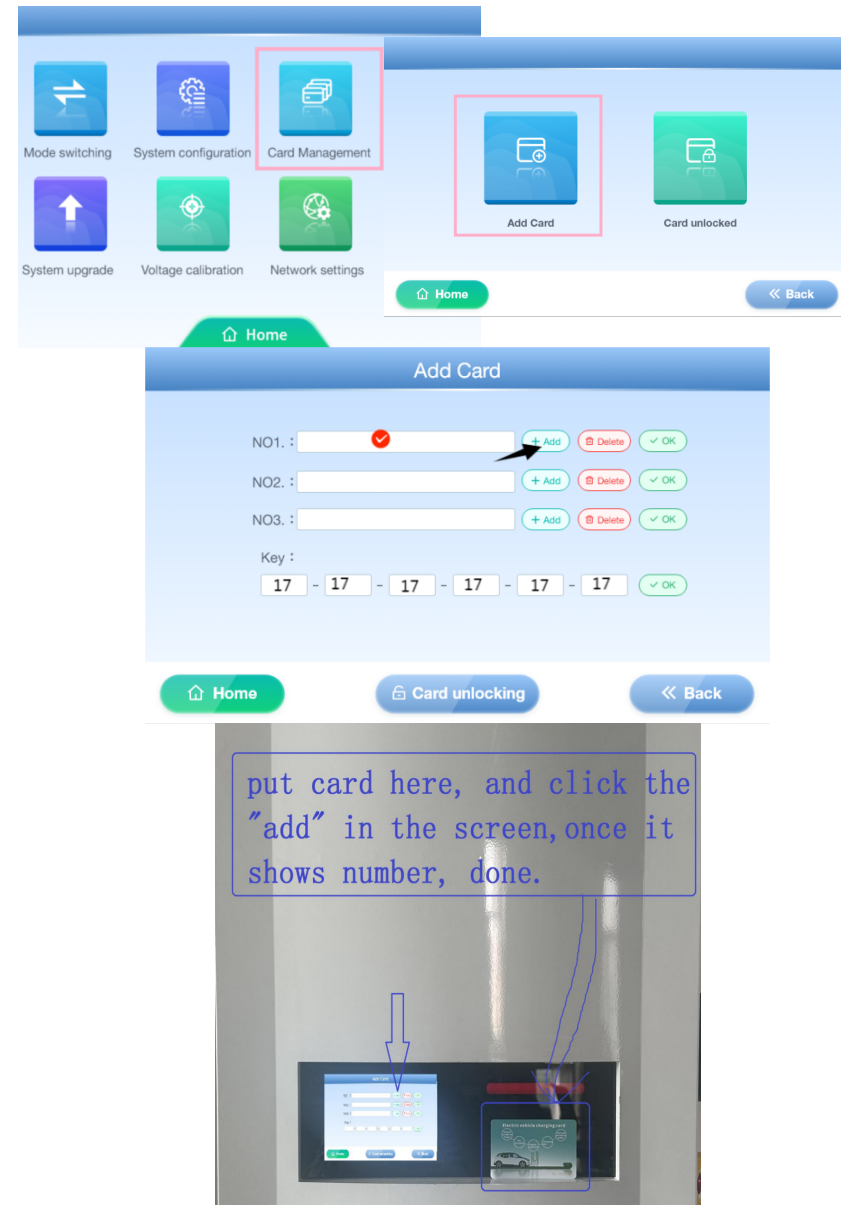 Mode switching
System configuration
Card Management
System upgrade
Voltage calibration
Network settings
Home
Add Card
Card unlocked
Home
« Back
Add Card
NO1. :
+ Add
Delete
✓ OK
NO2. :
+ Add
Delete
✓ OK
NO3. :
+ Add
Delete
✓ OK
Key :
17 - 17 - 17 - 17 - 17 - 17
✓ OK
Home
Card unlocking
« Back
put card here, and click the
"add" in the screen, once it
shows number, done.
Add Card
Electric vehicle charging card